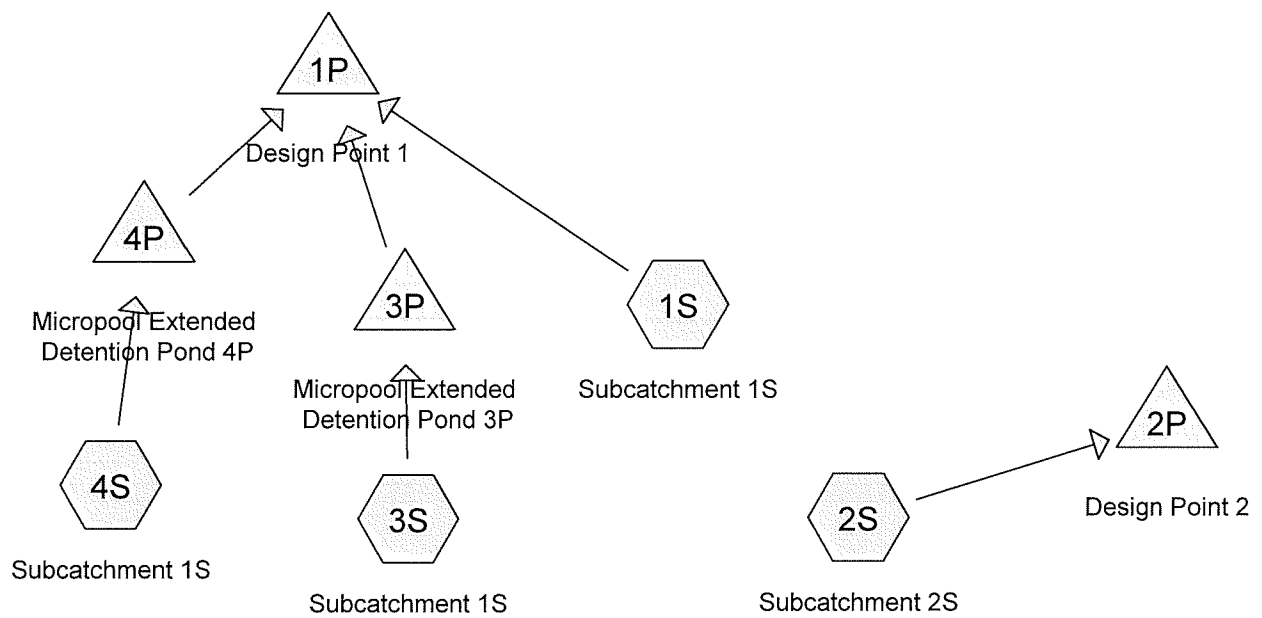 1P
Design Point 1
4P
Micropool Extended
Detention Pond 4P
3P
Micropool Extended
Detention Pond 3P
1S
Subcatchment 1S
2P
Design Point 2
4S
Subcatchment 1S
3S
Subcatchment 1S
2S
Subcatchment 2S